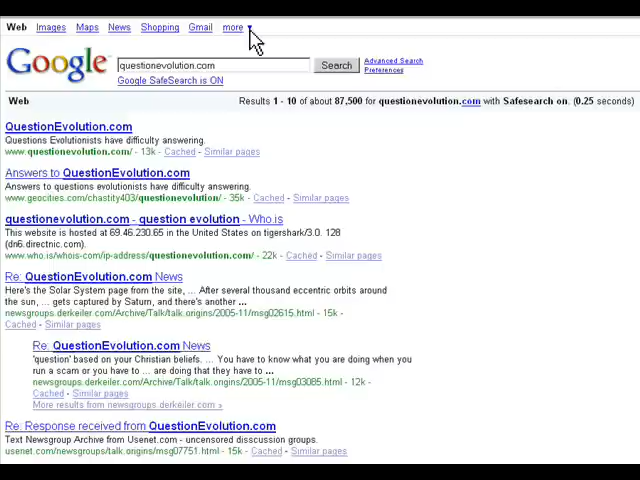 Web Images Maps News Shopping Gmail more ▼
Google questionevolution.com Search Advanced Search
Preferences
Google SafeSearch is ON
Web Results 1 - 10 of about 87,500 for questionevolution.com with Safesearch on. (0.25 seconds)
QuestionEvolution.com
Questions Evolutionists have difficulty answering.
www.questionevolution.com/ - 13k - Cached - Similar pages
Answers to QuestionEvolution.com
Answers to questions evolutionists have difficulty answering.
www.geocities.com/chastity403/questionevolution/ - 35k - Cached - Similar pages
questionevolution.com - question evolution - Who.is
This website is hosted at 69.46.230.65 in the United States on tigershark/3.0. 128
(dn6.directnic.com).
www.who.is/whois-com/ip-address/questionevolution.com/ - 22k - Cached - Similar pages
Re: QuestionEvolution.com News
Here's the Solar System page from the site, ... After several thousand eccentric orbits around
the sun, ... gets captured by Saturn, and there's another ...
newsgroups.derkeiler.com/Archive/Talk/talk.origins/2005-11/msg02615.html - 15k -
Cached - Similar pages
Re: QuestionEvolution.com News
'question' based on your Christian beliefs. ... You have to know what you are doing when you
run a scam or you have to ... are doing that they have to ...
newsgroups.derkeiler.com/Archive/Talk/talk.origins/2005-11/msg03085.html - 12k -
Cached - Similar pages
More results from newsgroups.derkeiler.com »
Re: Response received from QuestionEvolution.com
Text Newsgroup Archive from Usenet.com - uncensored disscussion groups.
usenet.com/newsgroups/talk.origins/msg07751.html - 15k - Cached - Similar pages